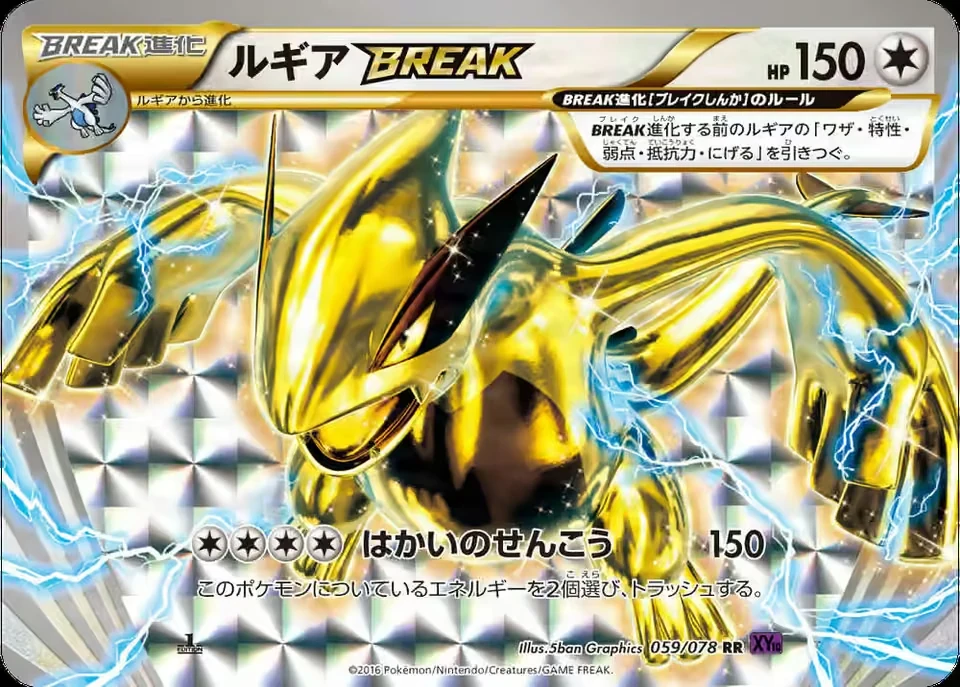 BREAK進化
ルギア BREAK
HP 150
ルギアから進化
BREAK進化[ブレイクしんか]のルール
BREAK進化する前のルギアの「ワザ・特性・
弱点・抵抗力・にげる」を引きつぐ。
はかいのせんこう 150
このポケモンについているエネルギーを2個選び、トラッシュする。
1
EDITION
Illus.5ban Graphics 059/078 RR XY10
©2016 Pokémon/Nintendo/Creatures/GAME FREAK.